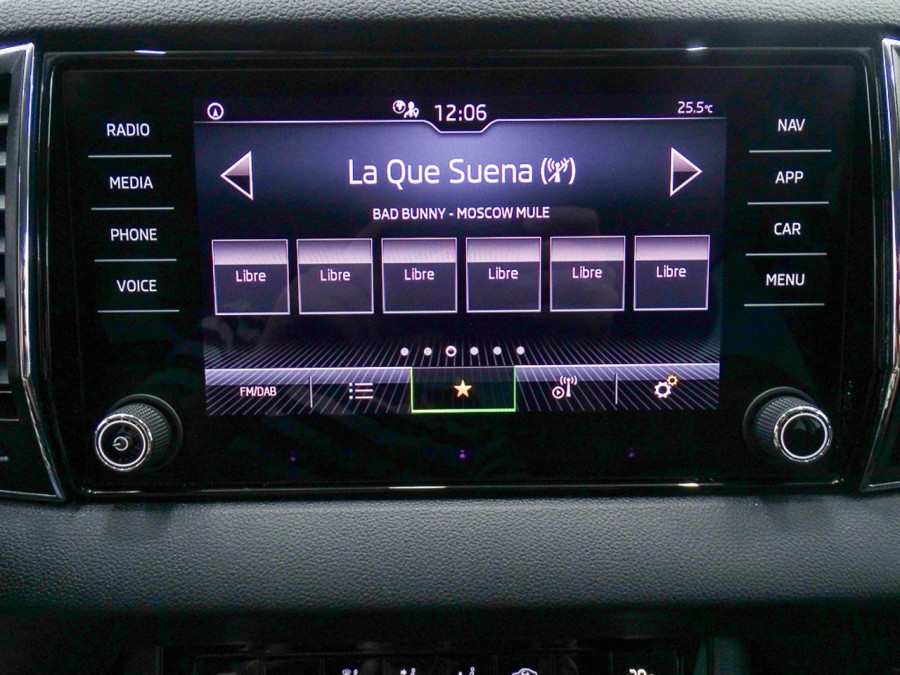 12:06
25.5°C
RADIO
MEDIA
PHONE
VOICE
La Que Suena
BAD BUNNY - MOSCOW MULE
Libre Libre Libre Libre Libre Libre
FM/DAB
NAV
APP
CAR
MENU